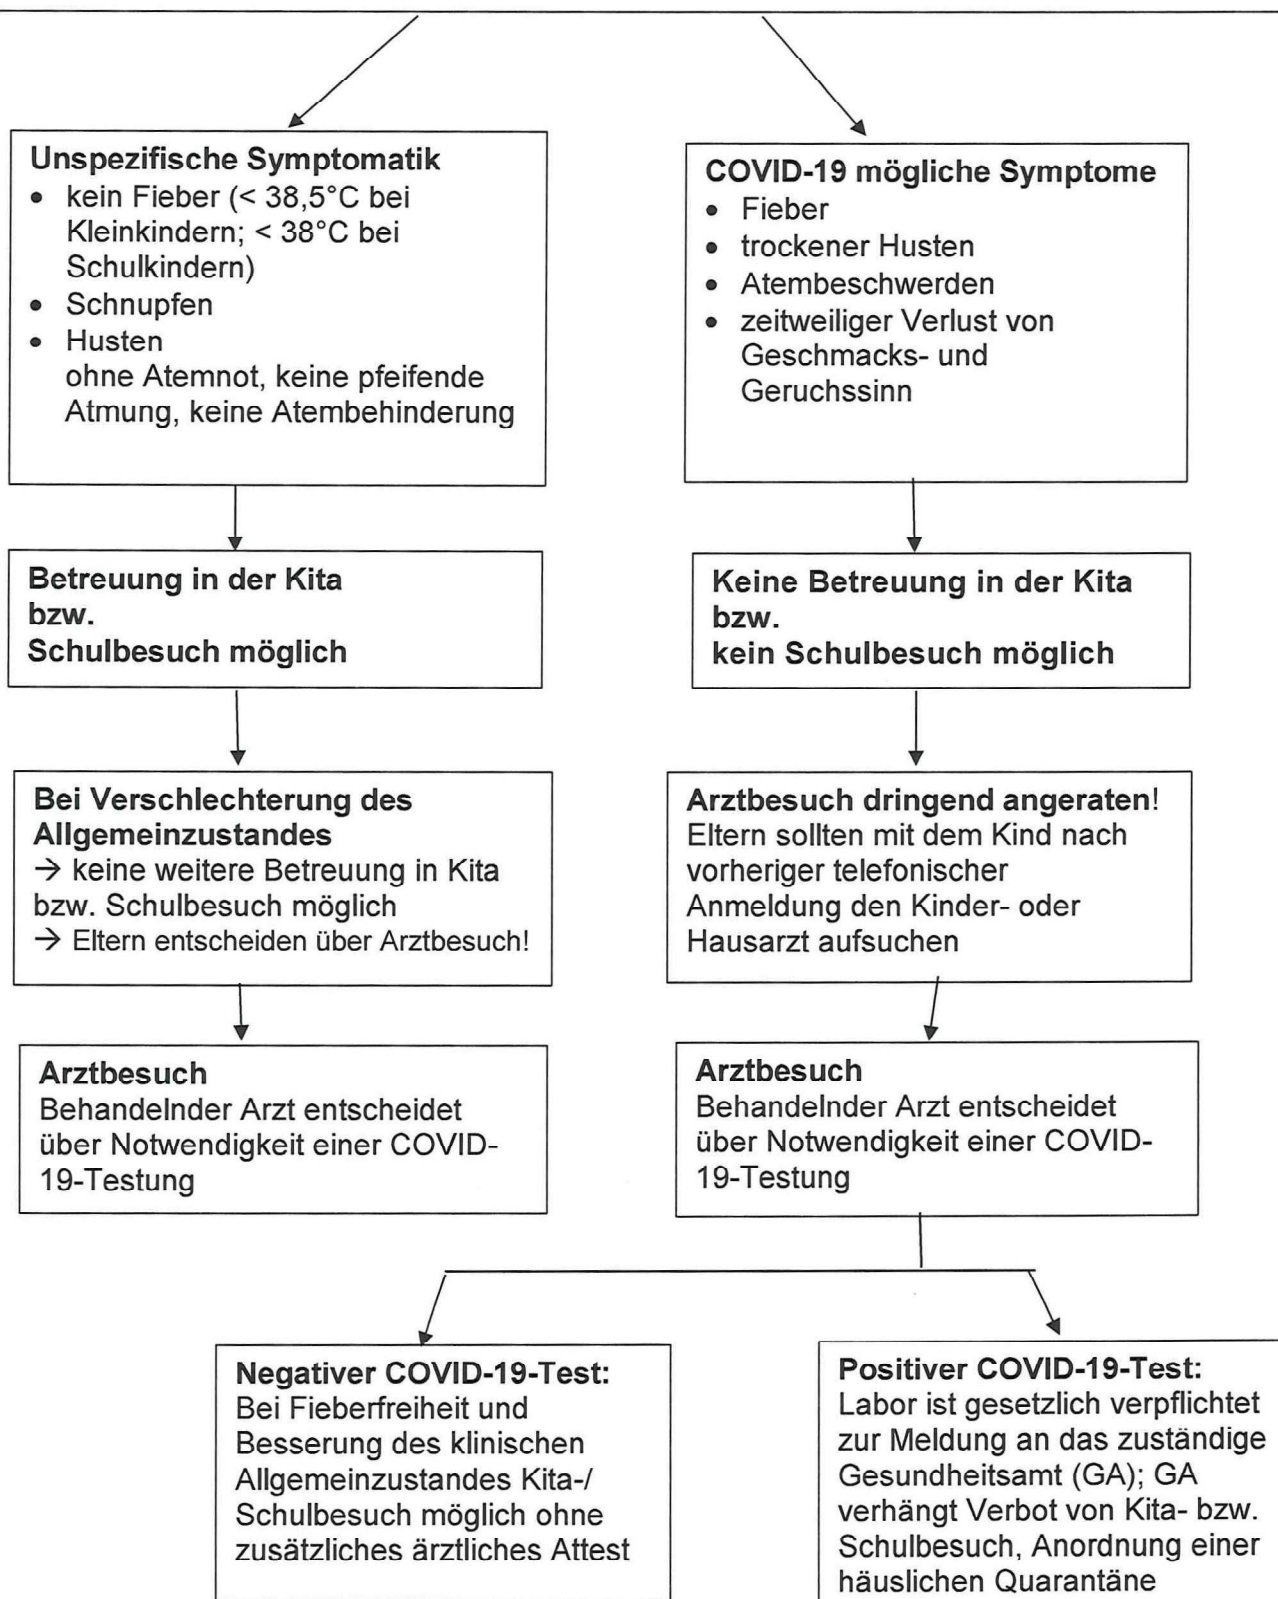 Unspezifische Symptomatik
• kein Fieber (< 38,5°C bei
Kleinkindern; < 38°C bei
Schulkindern)
• Schnupfen
• Husten
ohne Atemnot, keine pfeifende
Atmung, keine Atembehinderung
COVID-19 mögliche Symptome
• Fieber
• trockener Husten
• Atembeschwerden
• zeitweiliger Verlust von
Geschmacks- und
Geruchssinn
Betreuung in der Kita
bzw.
Schulbesuch möglich
Keine Betreuung in der Kita
bzw.
kein Schulbesuch möglich
Bei Verschlechterung des
Allgemeinzustandes
→ keine weitere Betreuung in Kita
bzw. Schulbesuch möglich
→ Eltern entscheiden über Arztbesuch!
Arztbesuch dringend angeraten!
Eltern sollten mit dem Kind nach
vorheriger telefonischer
Anmeldung den Kinder- oder
Hausarzt aufsuchen
Arztbesuch
Behandelnder Arzt entscheidet
über Notwendigkeit einer COVID-
19-Testung
Arztbesuch
Behandelnder Arzt entscheidet
über Notwendigkeit einer COVID-
19-Testung
Negativer COVID-19-Test:
Bei Fieberfreiheit und
Besserung des klinischen
Allgemeinzustandes Kita-/
Schulbesuch möglich ohne
zusätzliches ärztliches Attest
Positiver COVID-19-Test:
Labor ist gesetzlich verpflichtet
zur Meldung an das zuständige
Gesundheitsamt (GA); GA
verhängt Verbot von Kita- bzw.
Schulbesuch, Anordnung einer
häuslichen Quarantäne